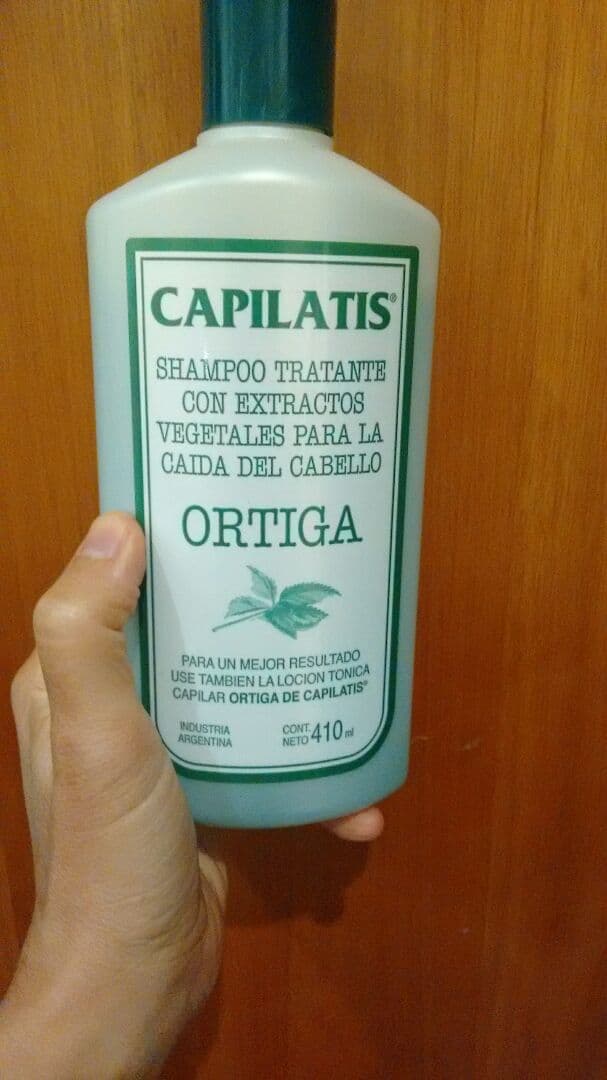 CAPILATIS®
SHAMPOO TRATANTE
CON EXTRACTOS
VEGETALES PARA LA
CAIDA DEL CABELLO
ORTIGA
PARA UN MEJOR RESULTADO
USE TAMBIEN LA LOCION TONICA
CAPILAR ORTIGA DE CAPILATIS®
INDUSTRIA
ARGENTINA
CONT.
NETO 410 ml